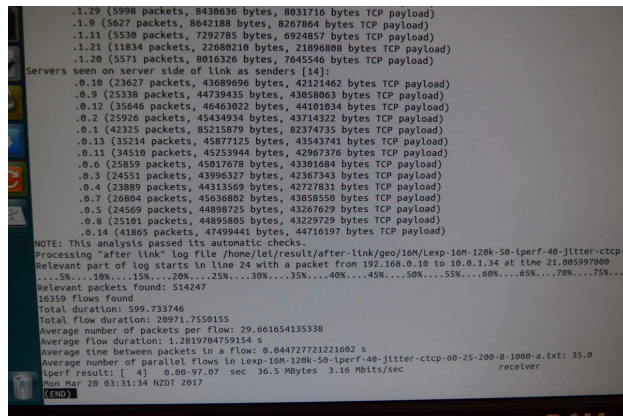 .1.29 (5998 packets, 8430636 bytes, 8031716 bytes TCP payload)
.1.9 (5627 packets, 8642188 bytes, 8267864 bytes TCP payload)
.1.11 (5530 packets, 7292785 bytes, 6924857 bytes TCP payload)
.1.21 (11834 packets, 22680210 bytes, 21896808 bytes TCP payload)
.1.20 (5571 packets, 8016326 bytes, 7645546 bytes TCP payload)
Servers seen on server side of link as senders [14]:
.0.10 (23627 packets, 43689696 bytes, 42121462 bytes TCP payload)
.0.9 (25338 packets, 44739435 bytes, 43058063 bytes TCP payload)
.0.12 (35646 packets, 46463022 bytes, 44101034 bytes TCP payload)
.0.2 (25926 packets, 45434934 bytes, 43714322 bytes TCP payload)
.0.1 (42325 packets, 85215879 bytes, 82374735 bytes TCP payload)
.0.13 (35214 packets, 45877125 bytes, 43543741 bytes TCP payload)
.0.11 (34510 packets, 45253944 bytes, 42967376 bytes TCP payload)
.0.6 (25859 packets, 45017678 bytes, 43301684 bytes TCP payload)
.0.3 (24551 packets, 43996327 bytes, 42367343 bytes TCP payload)
.0.4 (23889 packets, 44313569 bytes, 42727831 bytes TCP payload)
.0.7 (26804 packets, 45636802 bytes, 43858550 bytes TCP payload)
.0.5 (24569 packets, 44898725 bytes, 43267629 bytes TCP payload)
.0.8 (25101 packets, 44895805 bytes, 43229729 bytes TCP payload)
.0.14 (41865 packets, 47499441 bytes, 44716197 bytes TCP payload)
NOTE: This analysis passed its automatic checks.
Processing "after link" log file /home/lei/result/after-link/geo/16M/Lexp-16M-120k-50-iperf-40-jitter-ctcp-
Relevant part of log starts in line 24 with a packet from 192.168.0.10 to 10.0.1.34 at time 21.005997000
....5%....10%....15%....20%....25%....30%....35%....40%....45%....50%....55%....60%....65%....70%....75%...
Relevant packets found: 514247
16359 flows found
Total duration: 599.733746
Total flow duration: 20971.7550155
Average number of packets per flow: 29.661654135338
Average flow duration: 1.2819704759154 s
Average time between packets in a flow: 0.044727721221602 s
Average number of parallel flows in Lexp-16M-120k-50-iperf-40-jitter-ctcp-60-25-200-8-1000-a.txt: 35.0
iperf result: [ 4] 0.00-97.07 sec 36.5 MBytes 3.16 Mbits/sec receiver
Mon Mar 20 03:31:34 NZDT 2017
(END)